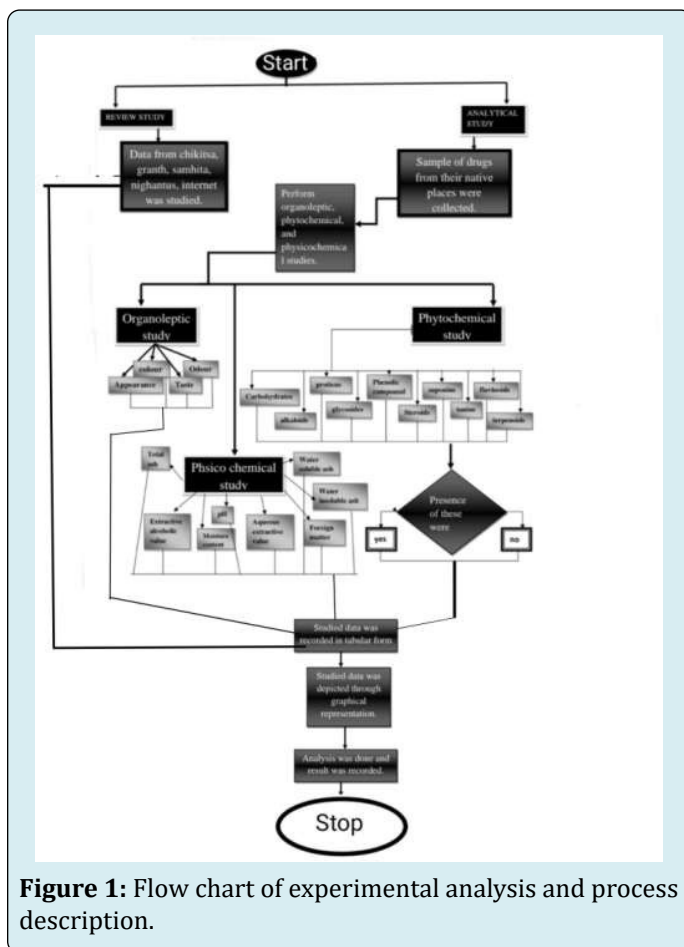 Start
REVIEW STUDY
ANALYTICAL
STUDY
Data from chikitsa,
granth, samhita,
nighantus, internet
was studied.
Sample of drugs
from their native
places were
collected.
Perform
organoleptic,
phytochemical,
and
physicochemica
l studies.
Organoleptic
study
colour
Odour
Appearance
Taste
Phytochemical
study
Carbohydrates
alkaloids
proteins
glycosides
Phenolic
compound
Steroids
saponins
tanins
flavonoids
terpenoids
Total
ash
Phsico chemical
study
Water
soluble ash
Water
insoluble ash
Extractive
alcoholic
value
pH
Moisture
content
Aqueous
extractive
value
Foreign
matter
Presence
of these
were
yes
no
Studied data was
recorded in tabular form
Studied data was
depicted through
graphical
representation.
Analysis was done and
result was recorded.
Stop
Figure 1: Flow chart of experimental analysis and process
description.